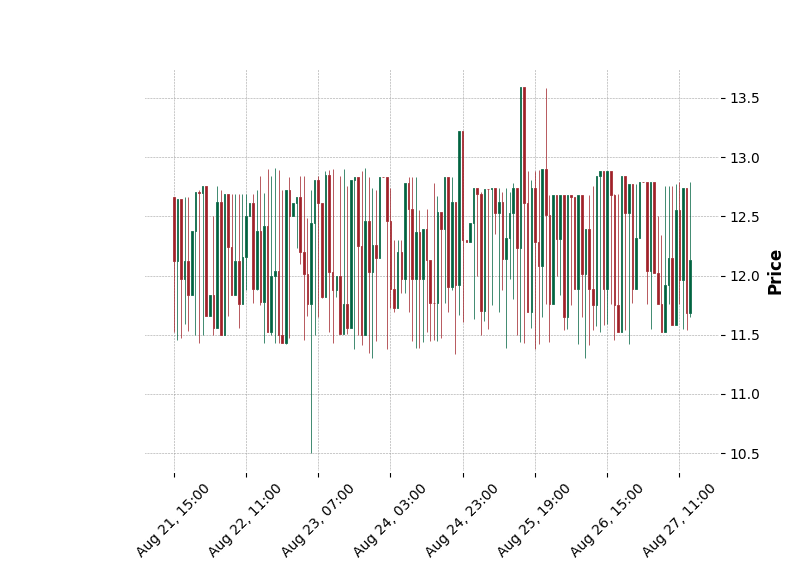 13.5
13.0
12.5
12.0
11.5
11.0
10.5
Price
Aug 21, 15:00
Aug 22, 11:00
Aug 23, 07:00
Aug 24, 03:00
Aug 24, 23:00
Aug 25, 19:00
Aug 26, 15:00
Aug 27, 11:00